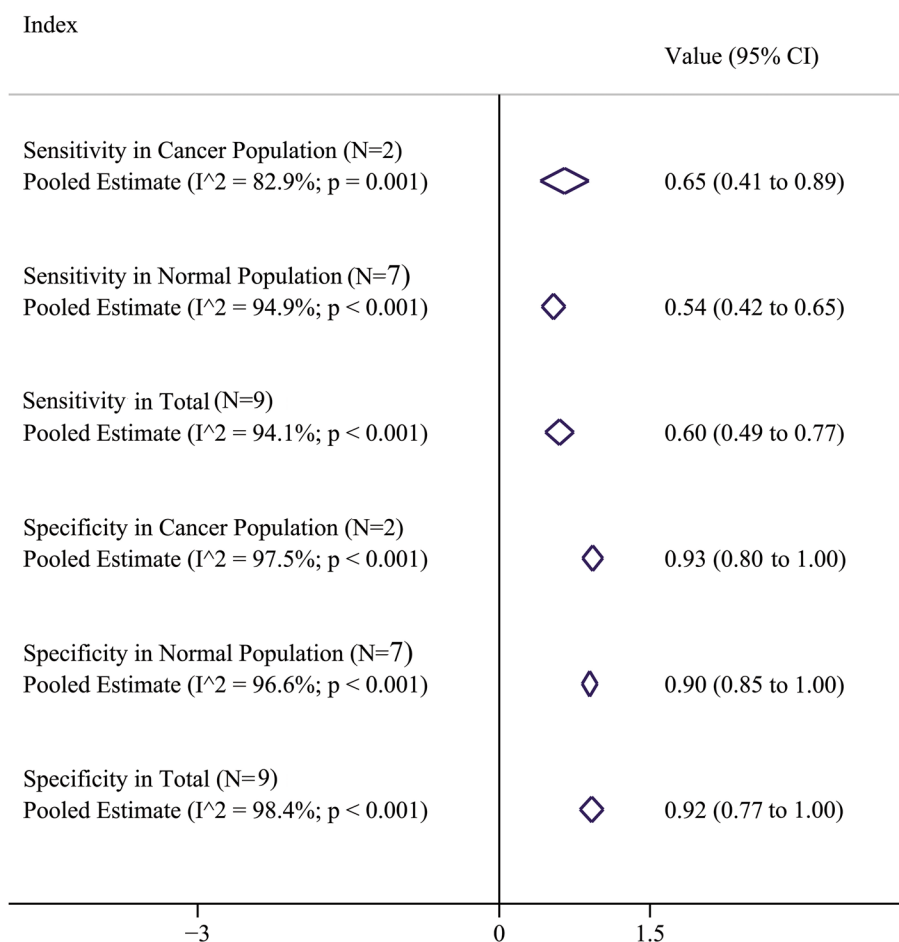 Index
Value (95% CI)
Sensitivity in Cancer Population (N=2)
Pooled Estimate (I^2 = 82.9%; p = 0.001) 0.65 (0.41 to 0.89)
Sensitivity in Normal Population (N=7)
Pooled Estimate (I^2 = 94.9%; p < 0.001) 0.54 (0.42 to 0.65)
Sensitivity in Total (N=9)
Pooled Estimate (I^2 = 94.1%; p < 0.001) 0.60 (0.49 to 0.77)
Specificity in Cancer Population (N=2)
Pooled Estimate (I^2 = 97.5%; p < 0.001) 0.93 (0.80 to 1.00)
Specificity in Normal Population (N=7)
Pooled Estimate (I^2 = 96.6%; p < 0.001) 0.90 (0.85 to 1.00)
Specificity in Total (N=9)
Pooled Estimate (I^2 = 98.4%; p < 0.001) 0.92 (0.77 to 1.00)
−3 0 1.5